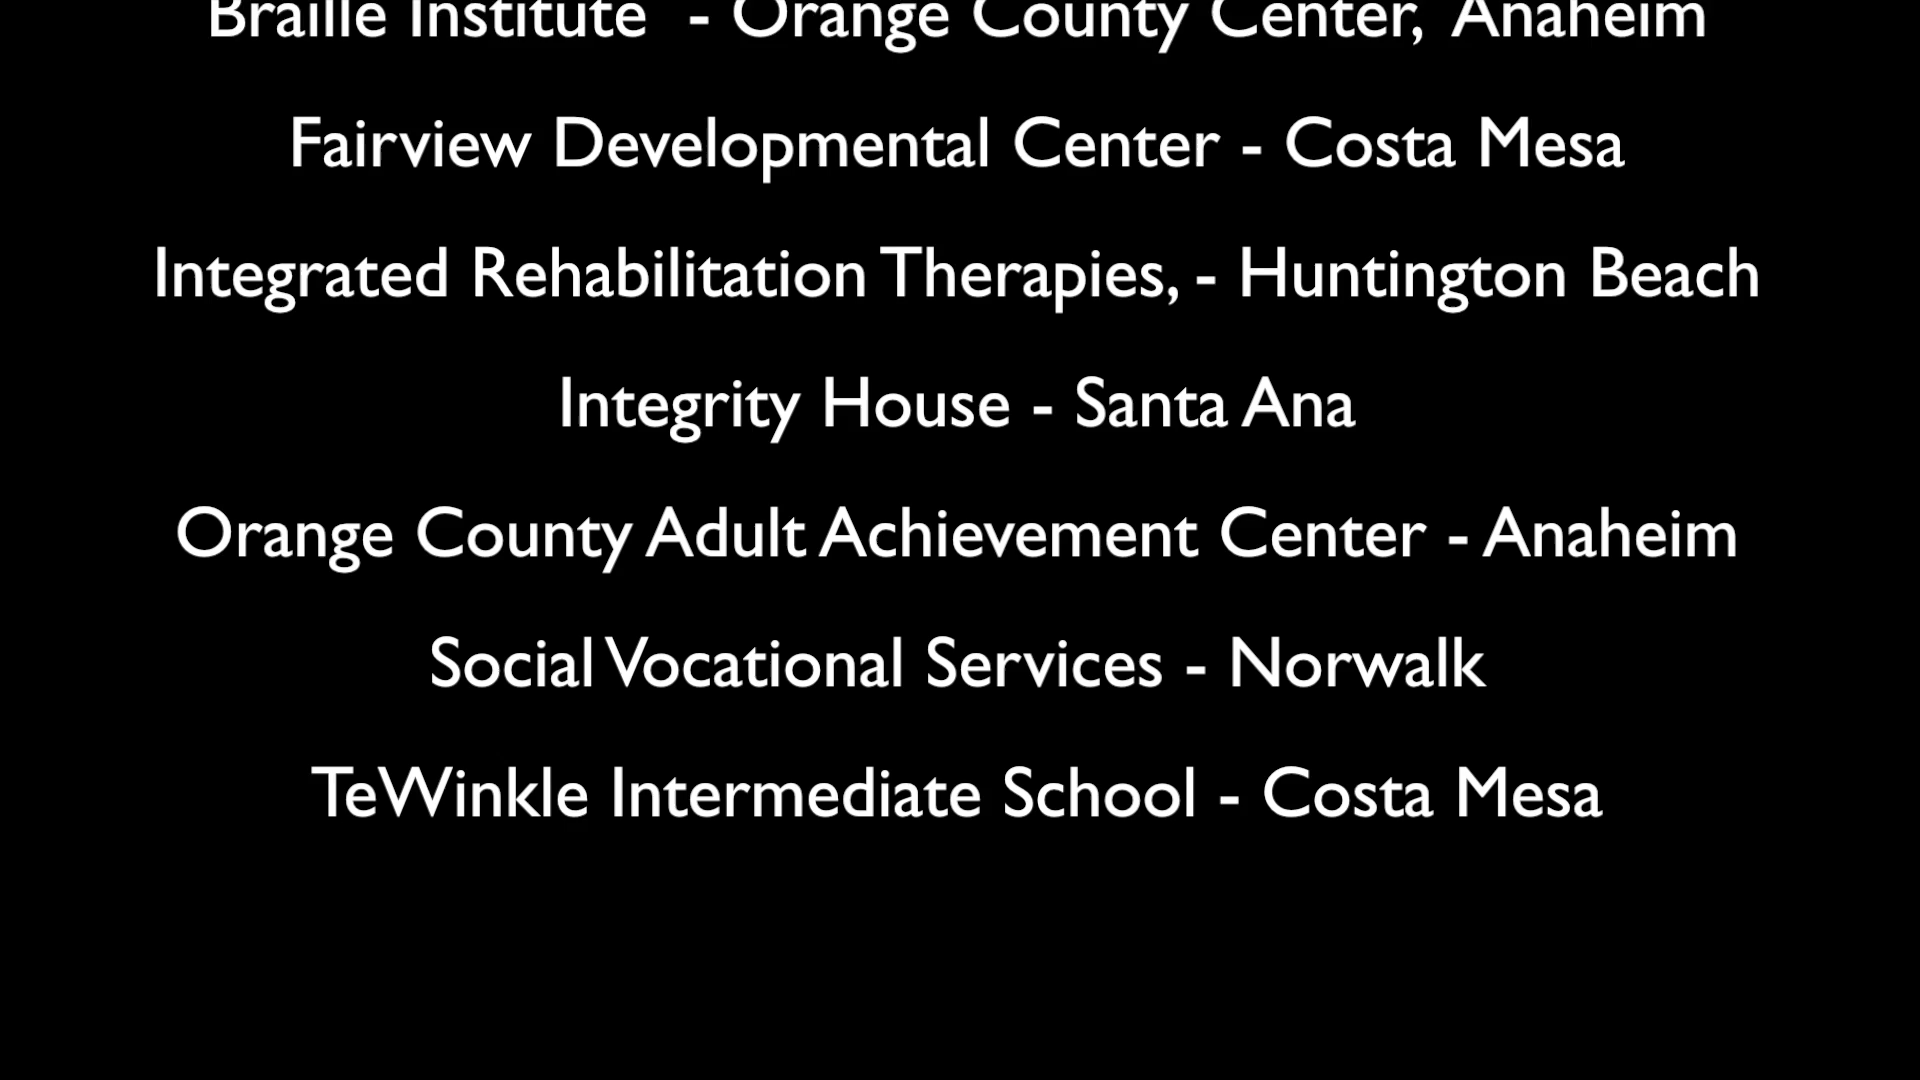 Braille Institute - Orange County Center, Anaheim
Fairview Developmental Center - Costa Mesa
Integrated Rehabilitation Therapies, - Huntington Beach
Integrity House - Santa Ana
Orange County Adult Achievement Center - Anaheim
Social Vocational Services - Norwalk
TeWinkle Intermediate School - Costa Mesa